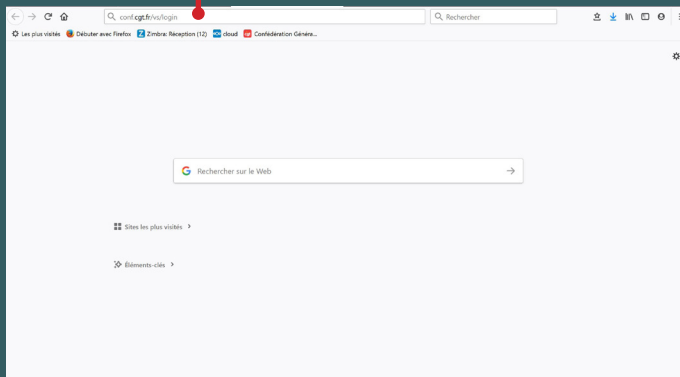 conf.cgt.fr/vs/login
Rechercher
Les plus visités Débuter avec Firefox Zimbra: Réception (12) cloud Confédération Généra...
Rechercher sur le Web
Sites les plus visités
Éléments-clés